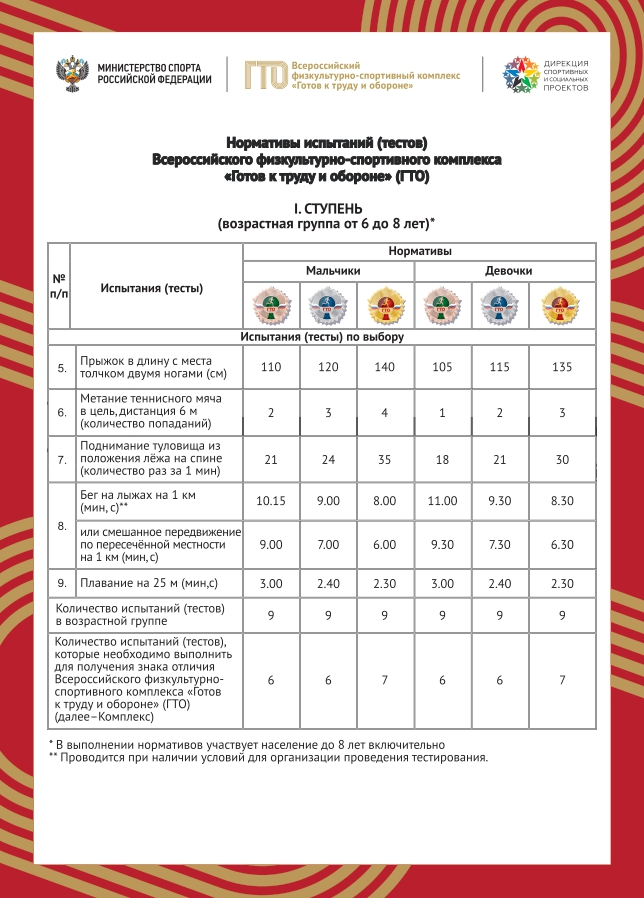 МИНИСТЕРСТВО СПОРТА
РОССИЙСКОЙ ФЕДЕРАЦИИ
ГТО
Всероссийский
физкультурно-спортивный комплекс
«Готов к труду и обороне»
ДИРЕКЦИЯ
СПОРТИВНЫХ
И СОЦИАЛЬНЫХ
ПРОЕКТОВ
Нормативы испытаний (тестов)
Всероссийского физкультурно-спортивного комплекса
«Готов к труду и обороне» (ГТО)
I. СТУПЕНЬ
(возрастная группа от 6 до 8 лет)*
№
п/п
Испытания (тесты)
Нормативы
Мальчики Девочки
ГТО ГТО ГТО ГТО ГТО ГТО
Испытания (тесты) по выбору
5. Прыжок в длину с места
толчком двумя ногами (см)
110 120 140 105 115 135
6. Метание теннисного мяча
в цель, дистанция 6 м
(количество попаданий)
2 3 4 1 2 3
7. Поднимание туловища из
положения лёжа на спине
(количество раз за 1 мин)
21 24 35 18 21 30
8. Бег на лыжах на 1 км
(мин, с)**
10.15 9.00 8.00 11.00 9.30 8.30
или смешанное передвижение
по пересечённой местности
на 1 км (мин, с)
9.00 7.00 6.00 9.30 7.30 6.30
9. Плавание на 25 м (мин,с) 3.00 2.40 2.30 3.00 2.40 2.30
Количество испытаний (тестов)
в возрастной группе
9 9 9 9 9 9
Количество испытаний (тестов),
которые необходимо выполнить
для получения знака отличия
Всероссийского физкультурно-
спортивного комплекса «Готов
к труду и обороне» (ГТО)
(далее–Комплекс)
6 6 7 6 6 7
* В выполнении нормативов участвует население до 8 лет включительно
** Проводится при наличии условий для организации проведения тестирования.